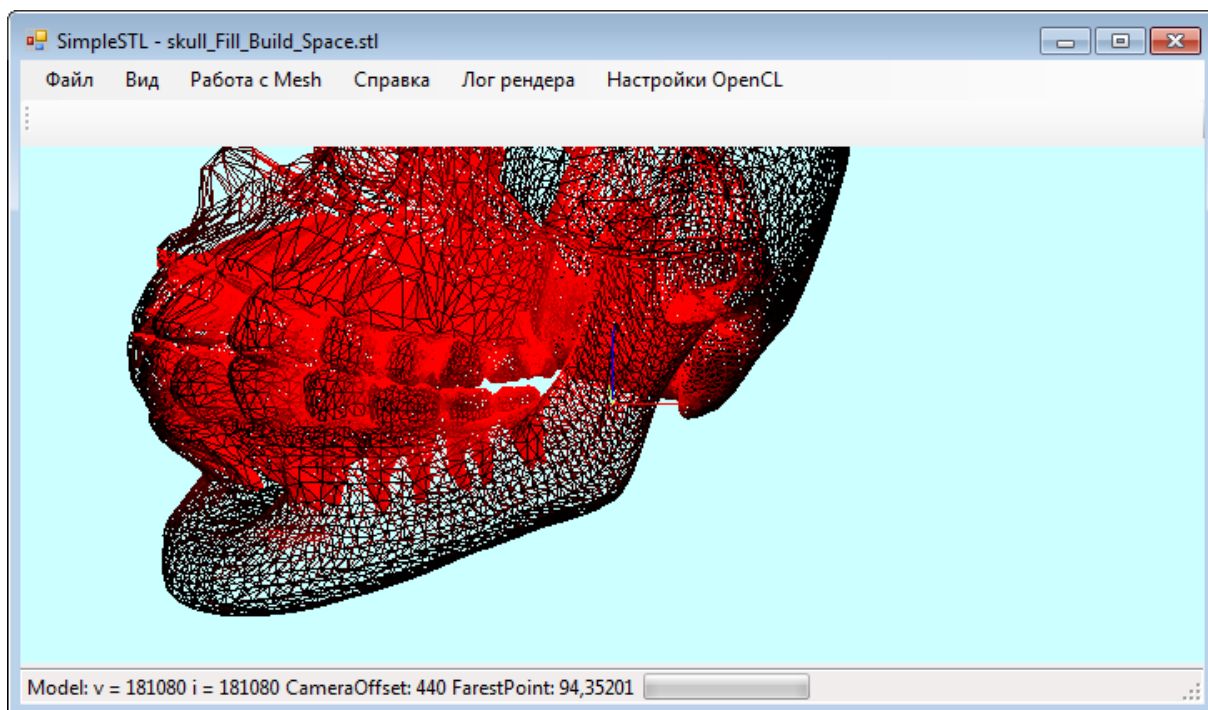 SimpleSTL - skull_Fill_Build_Space.stl
Файл Вид Работа с Mesh Справка Лог рендера Настройки OpenCL
Model: v = 181080 i = 181080 CameraOffset: 440 FarestPoint: 94,35201